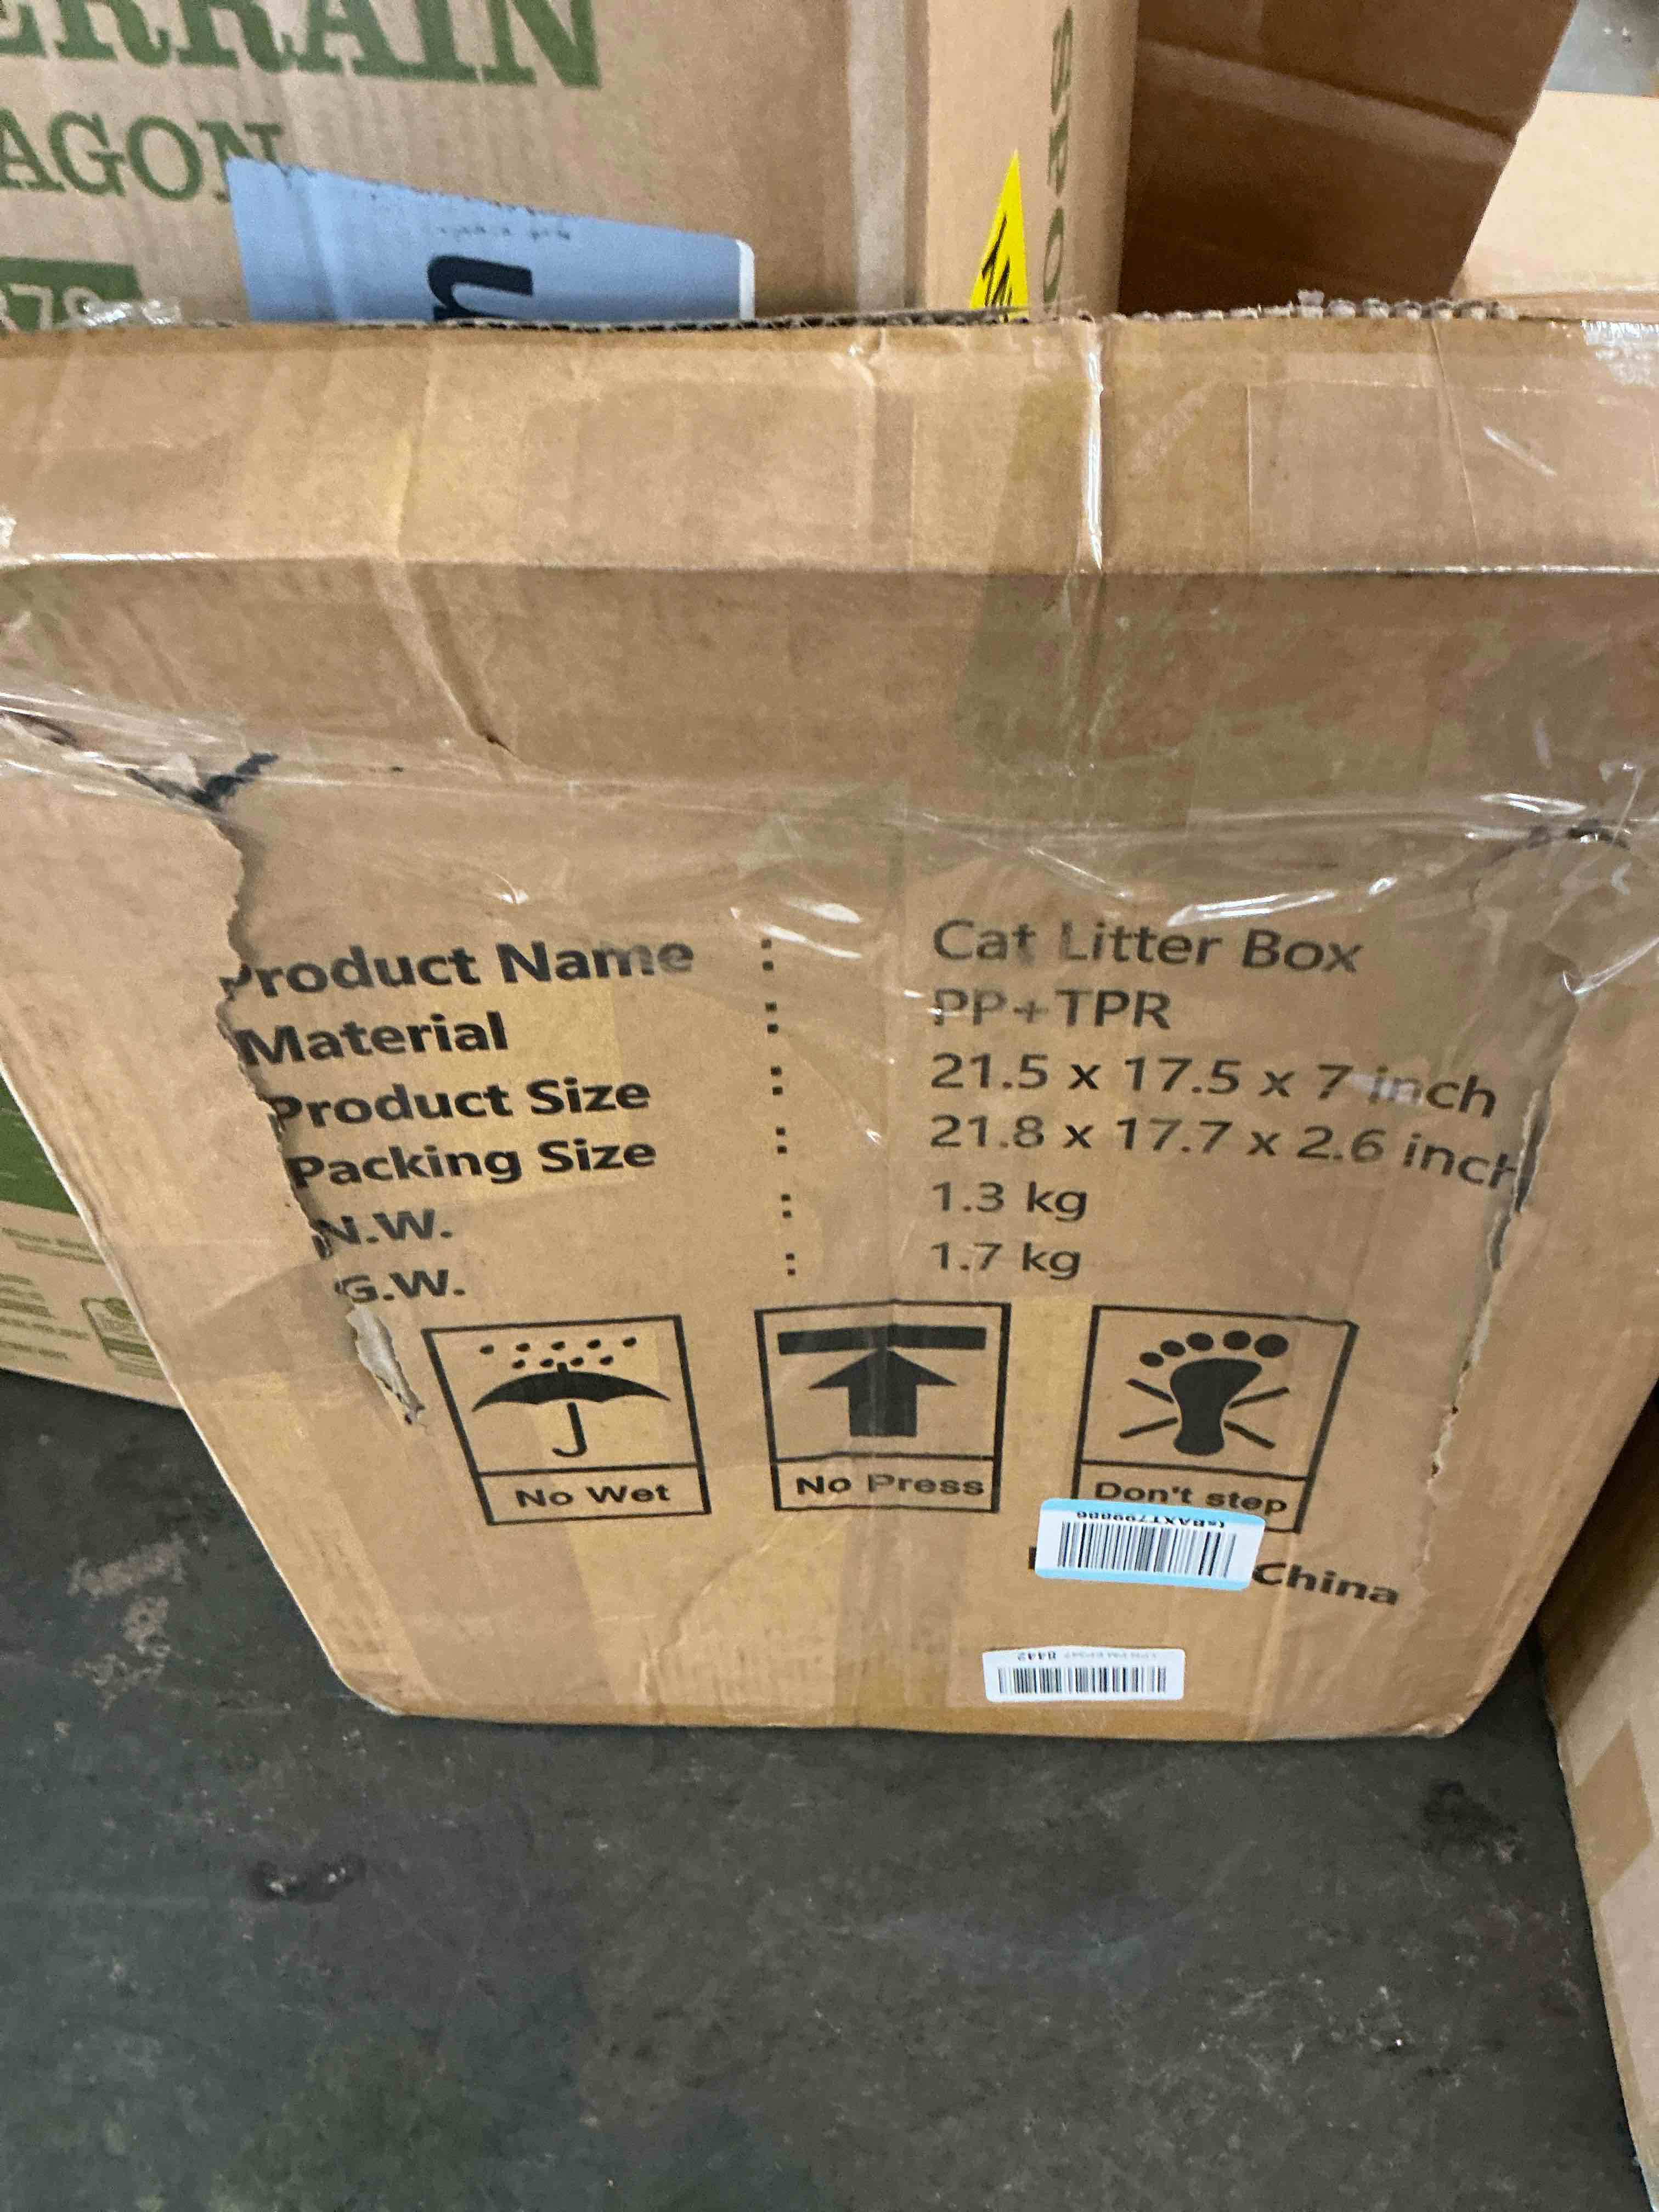 ERRAIN
AGON
n
Product Name : Cat Litter Box
Material : PP+TPR
Product Size : 21.5 x 17.5 x 7 inch
Packing Size : 21.8 x 17.7 x 2.6 inch
N.W. : 1.3 kg
G.W. : 1.7 kg
No Wet
No Press
Don't step
China
8442